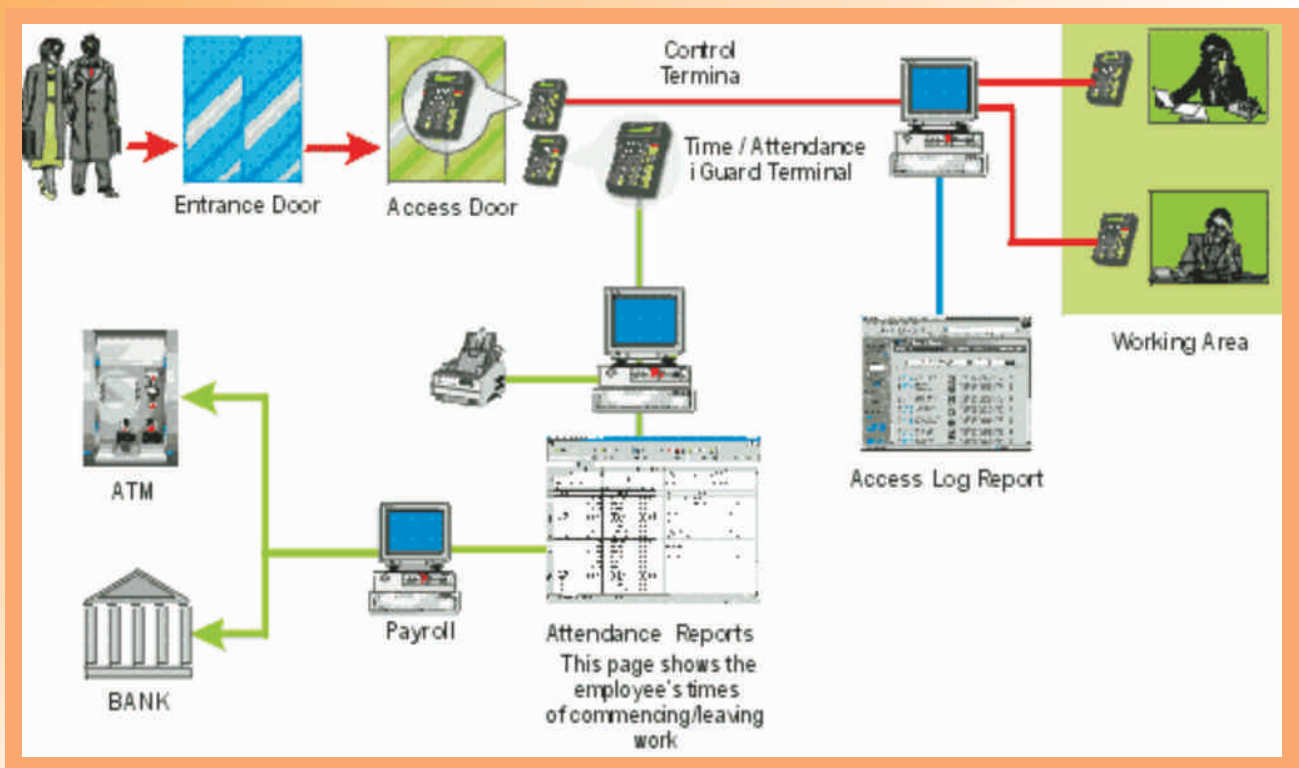 Control
Termina
Time / Attendance
i Guard Terminal
Entrance Door
Access Door
Working Area
Access Log Report
ATM
Payroll
BANK
Attendance Reports
This page shows the
employee's times
of commencing/leaving
work